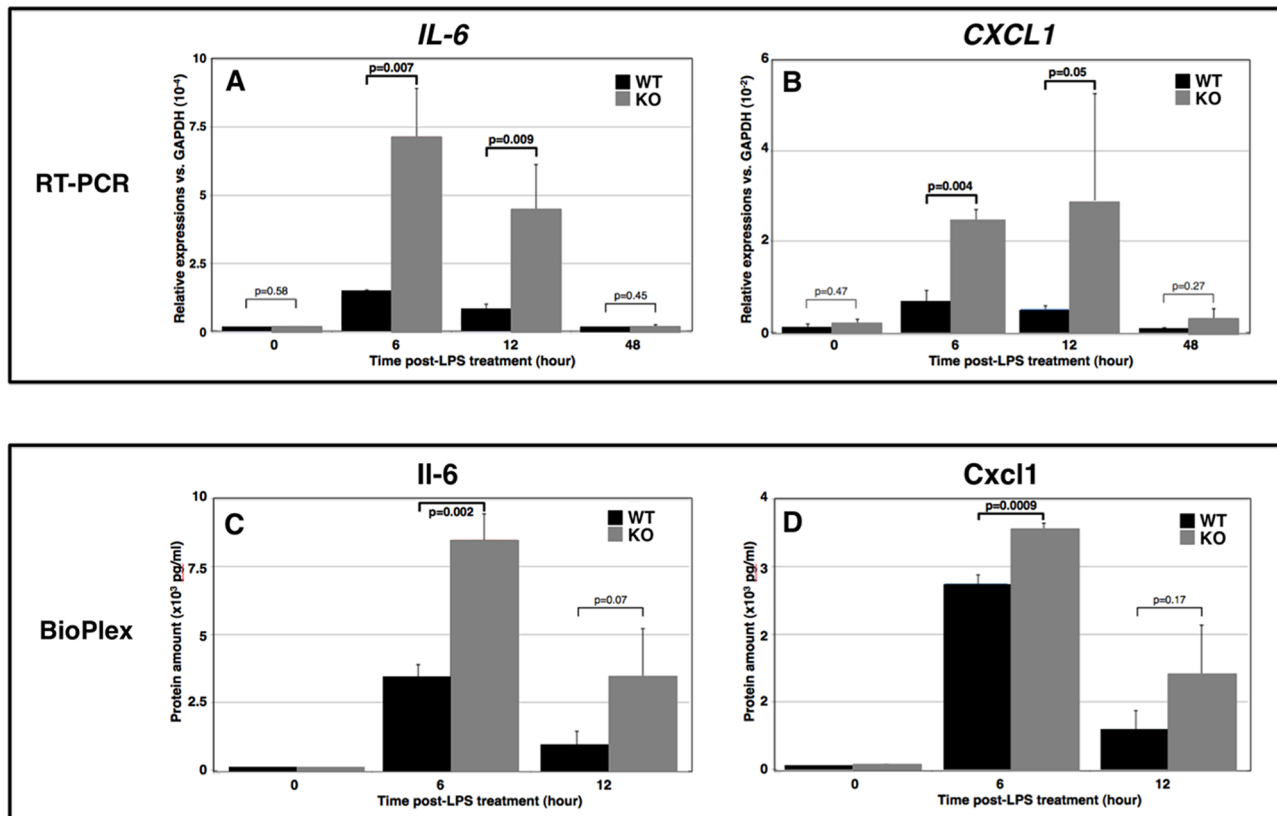 IL-6
CXCL1
RT-PCR
A
WT
KO
Relative expressions vs. GAPDH (10-4)
10
7.5
5
2.5
0
p=0.58
p=0.007
p=0.009
p=0.45
0 6 12 48
Time post-LPS treatment (hour)
B
WT
KO
Relative expressions vs. GAPDH (10-2)
6
4
2
0
p=0.47
p=0.004
p=0.05
p=0.27
0 6 12 48
Time post-LPS treatment (hour)
Il-6
Cxcl1
BioPlex
C
WT
KO
Protein amount (x10³ pg/ml)
10
7.5
5
2.5
0
p=0.002
p=0.07
0 6 12
Time post-LPS treatment (hour)
D
WT
KO
Protein amount (x10³ pg/ml)
4
3
2
2
0
p=0.0009
p=0.17
0 6 12
Time post-LPS treatment (hour)